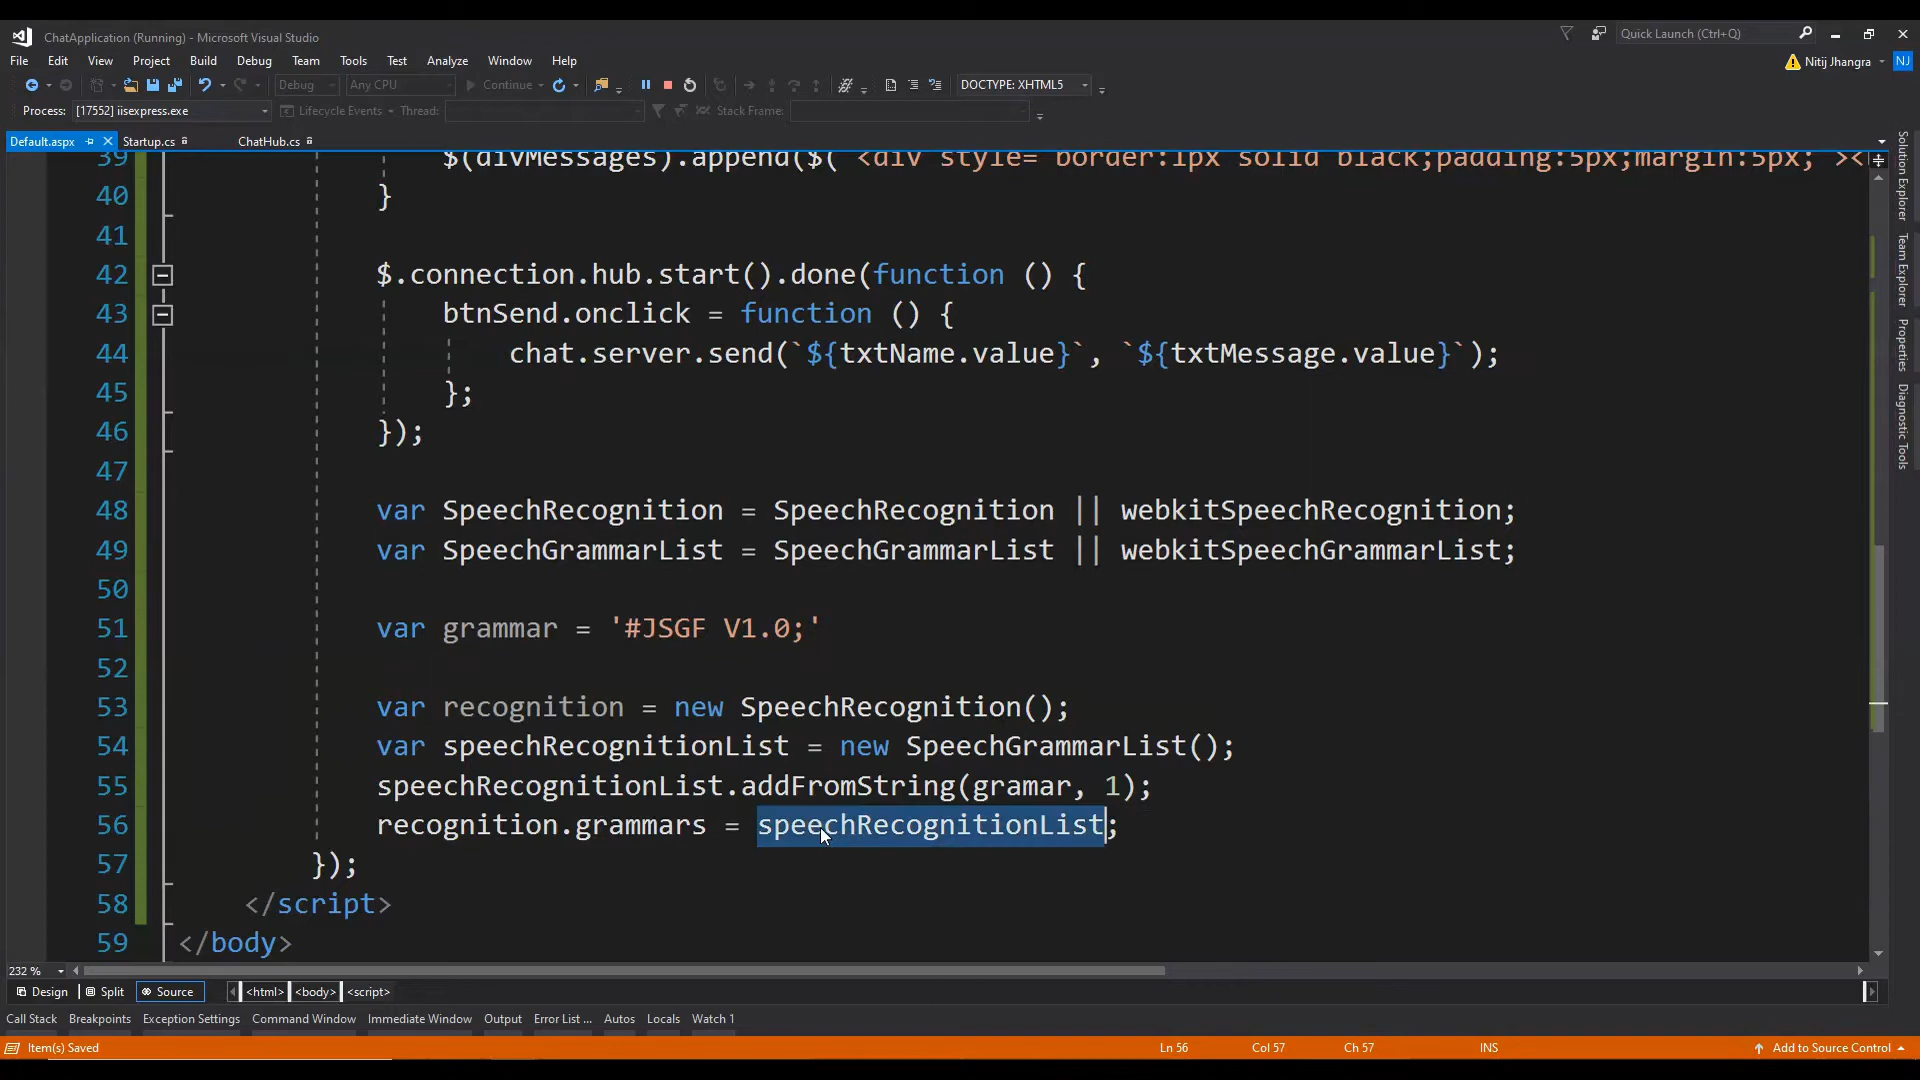 ChatApplication (Running) - Microsoft Visual Studio
Quick Launch (Ctrl+Q)
File Edit View Project Build Debug Team Tools Test Analyze Window Help
Nitij Jhangra NJ
Debug Any CPU Continue DOCTYPE: XHTML5
Process: [17552] iisexpress.exe Lifecycle Events Thread: Stack Frame:
Default.aspx Startup.cs ChatHub.cs
39 $(divMessages).append($( <div style= border:1px solid black;padding:5px;margin:5px; ><
40 }
41
42 $.connection.hub.start().done(function () {
43 btnSend.onclick = function () {
44 chat.server.send(`${txtName.value}`, `${txtMessage.value}`);
45 };
46 });
47
48 var SpeechRecognition = SpeechRecognition || webkitSpeechRecognition;
49 var SpeechGrammarList = SpeechGrammarList || webkitSpeechGrammarList;
50
51 var grammar = '#JSGF V1.0;'
52
53 var recognition = new SpeechRecognition();
54 var speechRecognitionList = new SpeechGrammarList();
55 speechRecognitionList.addFromString(gramar, 1);
56 recognition.grammars = speechRecognitionList;
57 });
58 </script>
59 </body>
Solution Explorer
Team Explorer
Properties
Diagnostic Tools
232 %
Design Split Source <html> <body> <script>
Call Stack Breakpoints Exception Settings Command Window Immediate Window Output Error List ... Autos Locals Watch 1
Item(s) Saved Ln 56 Col 57 Ch 57 INS Add to Source Control